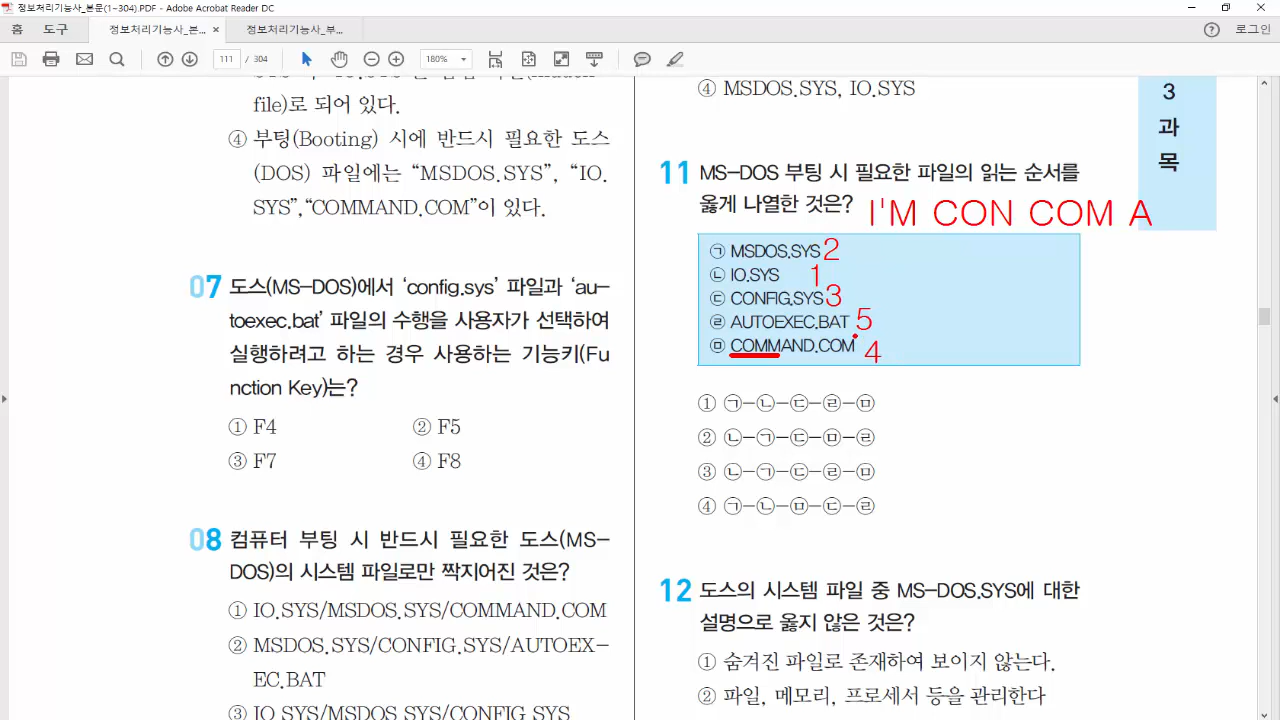 정보처리기능사_본문(1~304).PDF - Adobe Acrobat Reader DC
홈 도구 정보처리기능사_본... × 정보처리기능사_부...
로그인
111 / 304 180%
file)로 되어 있다.
④ 부팅(Booting) 시에 반드시 필요한 도스
(DOS) 파일에는 “MSDOS.SYS”, “IO.
SYS”,“COMMAND.COM”이 있다.
07 도스(MS-DOS)에서 ‘config.sys’ 파일과 ‘au-
toexec.bat’ 파일의 수행을 사용자가 선택하여
실행하려고 하는 경우 사용하는 기능키(Fu
nction Key)는?
① F4 ② F5
③ F7 ④ F8
08 컴퓨터 부팅 시 반드시 필요한 도스(MS-
DOS)의 시스템 파일로만 짝지어진 것은?
① IO.SYS/MSDOS.SYS/COMMAND.COM
② MSDOS.SYS/CONFIG.SYS/AUTOEX-
EC.BAT
③ IO.SYS/MSDOS.SYS/CONFIG.SYS
④ MSDOS.SYS, IO.SYS
11 MS-DOS 부팅 시 필요한 파일의 읽는 순서를
옳게 나열한 것은? I'M CON COM A
㉠ MSDOS.SYS 2
㉡ IO.SYS 1
㉢ CONFIG.SYS 3
㉣ AUTOEXEC.BAT 5
㉤ COMMAND.COM 4
① ㉠-㉡-㉢-㉣-㉤
② ㉡-㉠-㉢-㉤-㉣
③ ㉡-㉠-㉢-㉣-㉤
④ ㉠-㉡-㉤-㉢-㉣
12 도스의 시스템 파일 중 MS-DOS.SYS에 대한
설명으로 옳지 않은 것은?
① 숨겨진 파일로 존재하여 보이지 않는다.
② 파일, 메모리, 프로세서 등을 관리한다
3
과
목